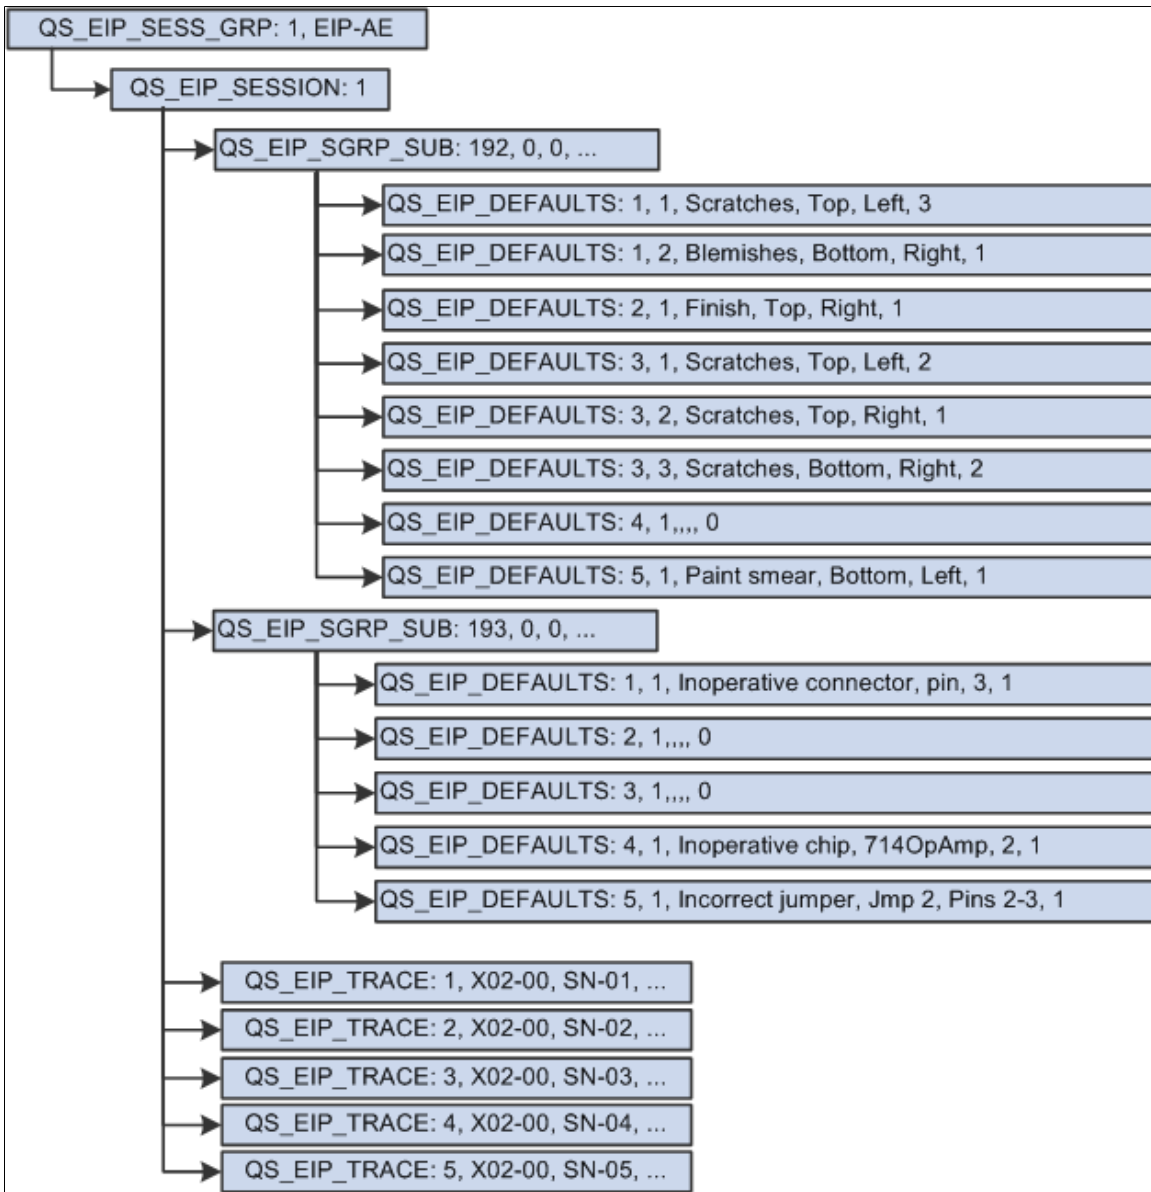 QS_EIP_SESS_GRP: 1, EIP-AE
QS_EIP_SESSION: 1
QS_EIP_SGRP_SUB: 192, 0, 0, ...
QS_EIP_DEFAULTS: 1, 1, Scratches, Top, Left, 3
QS_EIP_DEFAULTS: 1, 2, Blemishes, Bottom, Right, 1
QS_EIP_DEFAULTS: 2, 1, Finish, Top, Right, 1
QS_EIP_DEFAULTS: 3, 1, Scratches, Top, Left, 2
QS_EIP_DEFAULTS: 3, 2, Scratches, Top, Right, 1
QS_EIP_DEFAULTS: 3, 3, Scratches, Bottom, Right, 2
QS_EIP_DEFAULTS: 4, 1,,,, 0
QS_EIP_DEFAULTS: 5, 1, Paint smear, Bottom, Left, 1
QS_EIP_SGRP_SUB: 193, 0, 0, ...
QS_EIP_DEFAULTS: 1, 1, Inoperative connector, pin, 3, 1
QS_EIP_DEFAULTS: 2, 1,,,, 0
QS_EIP_DEFAULTS: 3, 1,,,, 0
QS_EIP_DEFAULTS: 4, 1, Inoperative chip, 714OpAmp, 2, 1
QS_EIP_DEFAULTS: 5, 1, Incorrect jumper, Jmp 2, Pins 2-3, 1
QS_EIP_TRACE: 1, X02-00, SN-01, ...
QS_EIP_TRACE: 2, X02-00, SN-02, ...
QS_EIP_TRACE: 3, X02-00, SN-03, ...
QS_EIP_TRACE: 4, X02-00, SN-04, ...
QS_EIP_TRACE: 5, X02-00, SN-05, ...